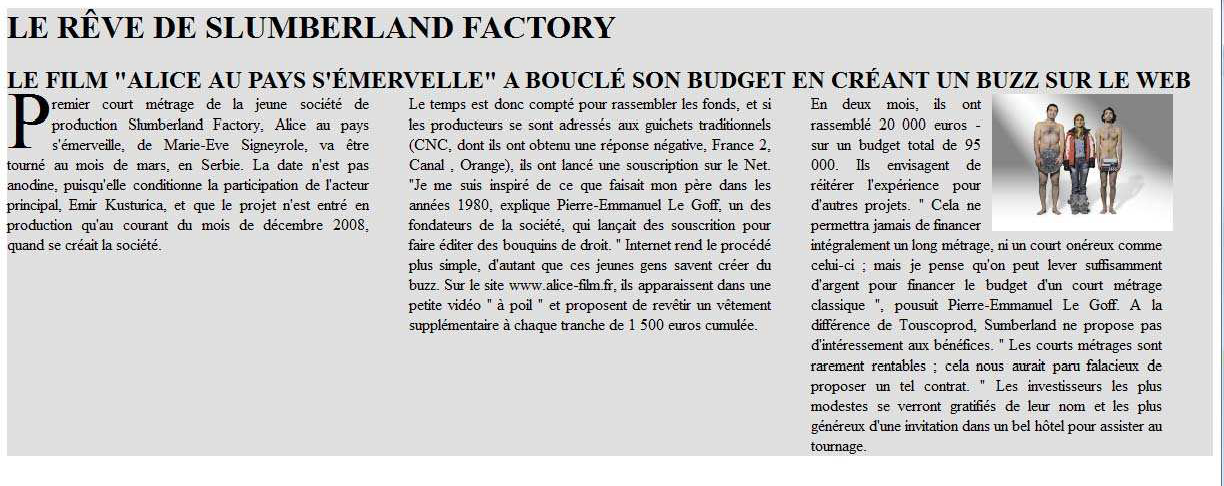 LE RÊVE DE SLUMBERLAND FACTORY
LE FILM "ALICE AU PAYS S'ÉMERVELLE" A BOUCLÉ SON BUDGET EN CRÉANT UN BUZZ SUR LE WEB
Premier court métrage de la jeune société de
production Slumberland Factory, Alice au pays
s'émerveille, de Marie-Eve Signeyrole, va être
tourné au mois de mars, en Serbie. La date n'est pas
anodine, puisqu'elle conditionne la participation de l'acteur
principal, Emir Kusturica, et que le projet n'est entré en
production qu'au courant du mois de décembre 2008,
quand se créait la société.
Le temps est donc compté pour rassembler les fonds, et si
les producteurs se sont adressés aux guichets traditionnels
(CNC, dont ils ont obtenu une réponse négative, France 2,
Canal , Orange), ils ont lancé une souscription sur le Net.
"Je me suis inspiré de ce que faisait mon père dans les
années 1980, explique Pierre-Emmanuel Le Goff, un des
fondateurs de la société, qui lançait des souscrition pour
faire éditer des bouquins de droit. " Internet rend le procédé
plus simple, d'autant que ces jeunes gens savent créer du
buzz. Sur le site www.alice-film.fr, ils apparaissent dans une
petite vidéo " à poil " et proposent de revêtir un vêtement
supplémentaire à chaque tranche de 1 500 euros cumulée.
En deux mois, ils ont
rassemblé 20 000 euros -
sur un budget total de 95
000. Ils envisagent de
réitérer l'expérience pour
d'autres projets. " Cela ne
permettra jamais de financer
intégralement un long métrage, ni un court onéreux comme
celui-ci ; mais je pense qu'on peut lever suffisamment
d'argent pour financer le budget d'un court métrage
classique ", pousuit Pierre-Emmanuel Le Goff. A la
différence de Touscoprod, Sumberland ne propose pas
d'intéressement aux bénéfices. " Les courts métrages sont
rarement rentables ; cela nous aurait paru falacieux de
proposer un tel contrat. " Les investisseurs les plus
modestes se verront gratifiés de leur nom et les plus
généreux d'une invitation dans un bel hôtel pour assister au
tournage.